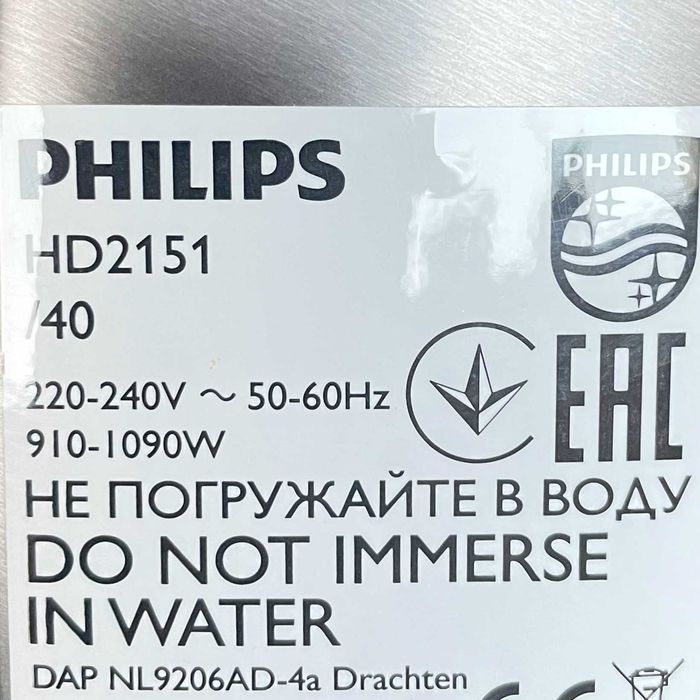 PHILIPS
PHILIPS
HD2151
/40
220-240V ~ 50-60Hz
910-1090W
EAC
НЕ ПОГРУЖАЙТЕ В ВОДУ
DO NOT IMMERSE
IN WATER
DAP NL9206AD-4a Drachten